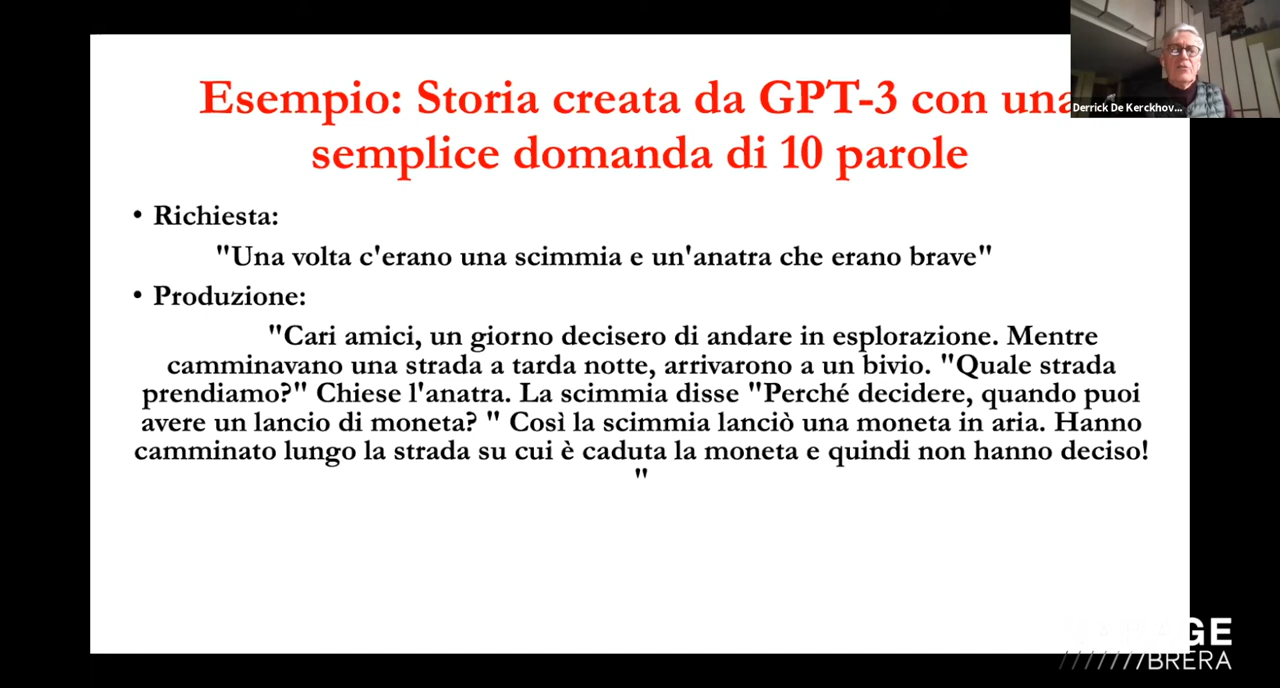 Esempio: Storia creata da GPT-3 con una
semplice domanda di 10 parole
Derrick De Kerckhov...
• Richiesta:
"Una volta c'erano una scimmia e un'anatra che erano brave"
• Produzione:
"Cari amici, un giorno decisero di andare in esplorazione. Mentre
camminavano una strada a tarda notte, arrivarono a un bivio. "Quale strada
prendiamo?" Chiese l'anatra. La scimmia disse "Perché decidere, quando puoi
avere un lancio di moneta? " Così la scimmia lanciò una moneta in aria. Hanno
camminato lungo la strada su cui è caduta la moneta e quindi non hanno deciso!
"
///////BRERA